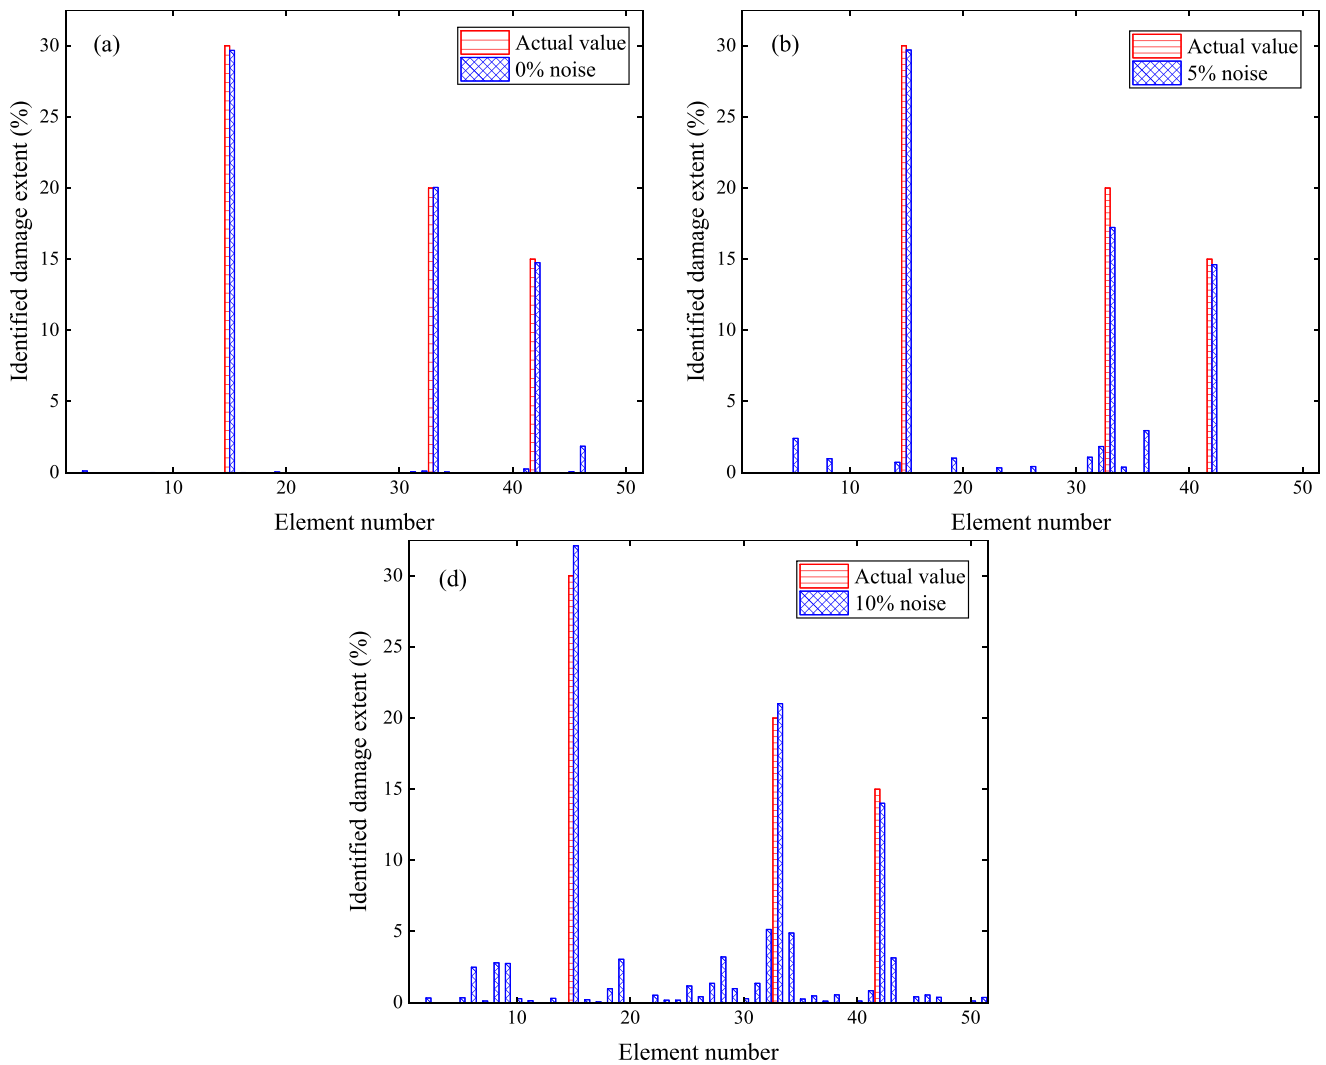 (a)
Actual value
0% noise
30
25
20
15
10
5
0
10
20
30
40
50
Identified damage extent (%)
Element number
(b)
Actual value
5% noise
30
25
20
15
10
5
0
10
20
30
40
50
Identified damage extent (%)
Element number
(d)
Actual value
10% noise
30
25
20
15
10
5
0
10
20
30
40
50
Identified damage extent (%)
Element number